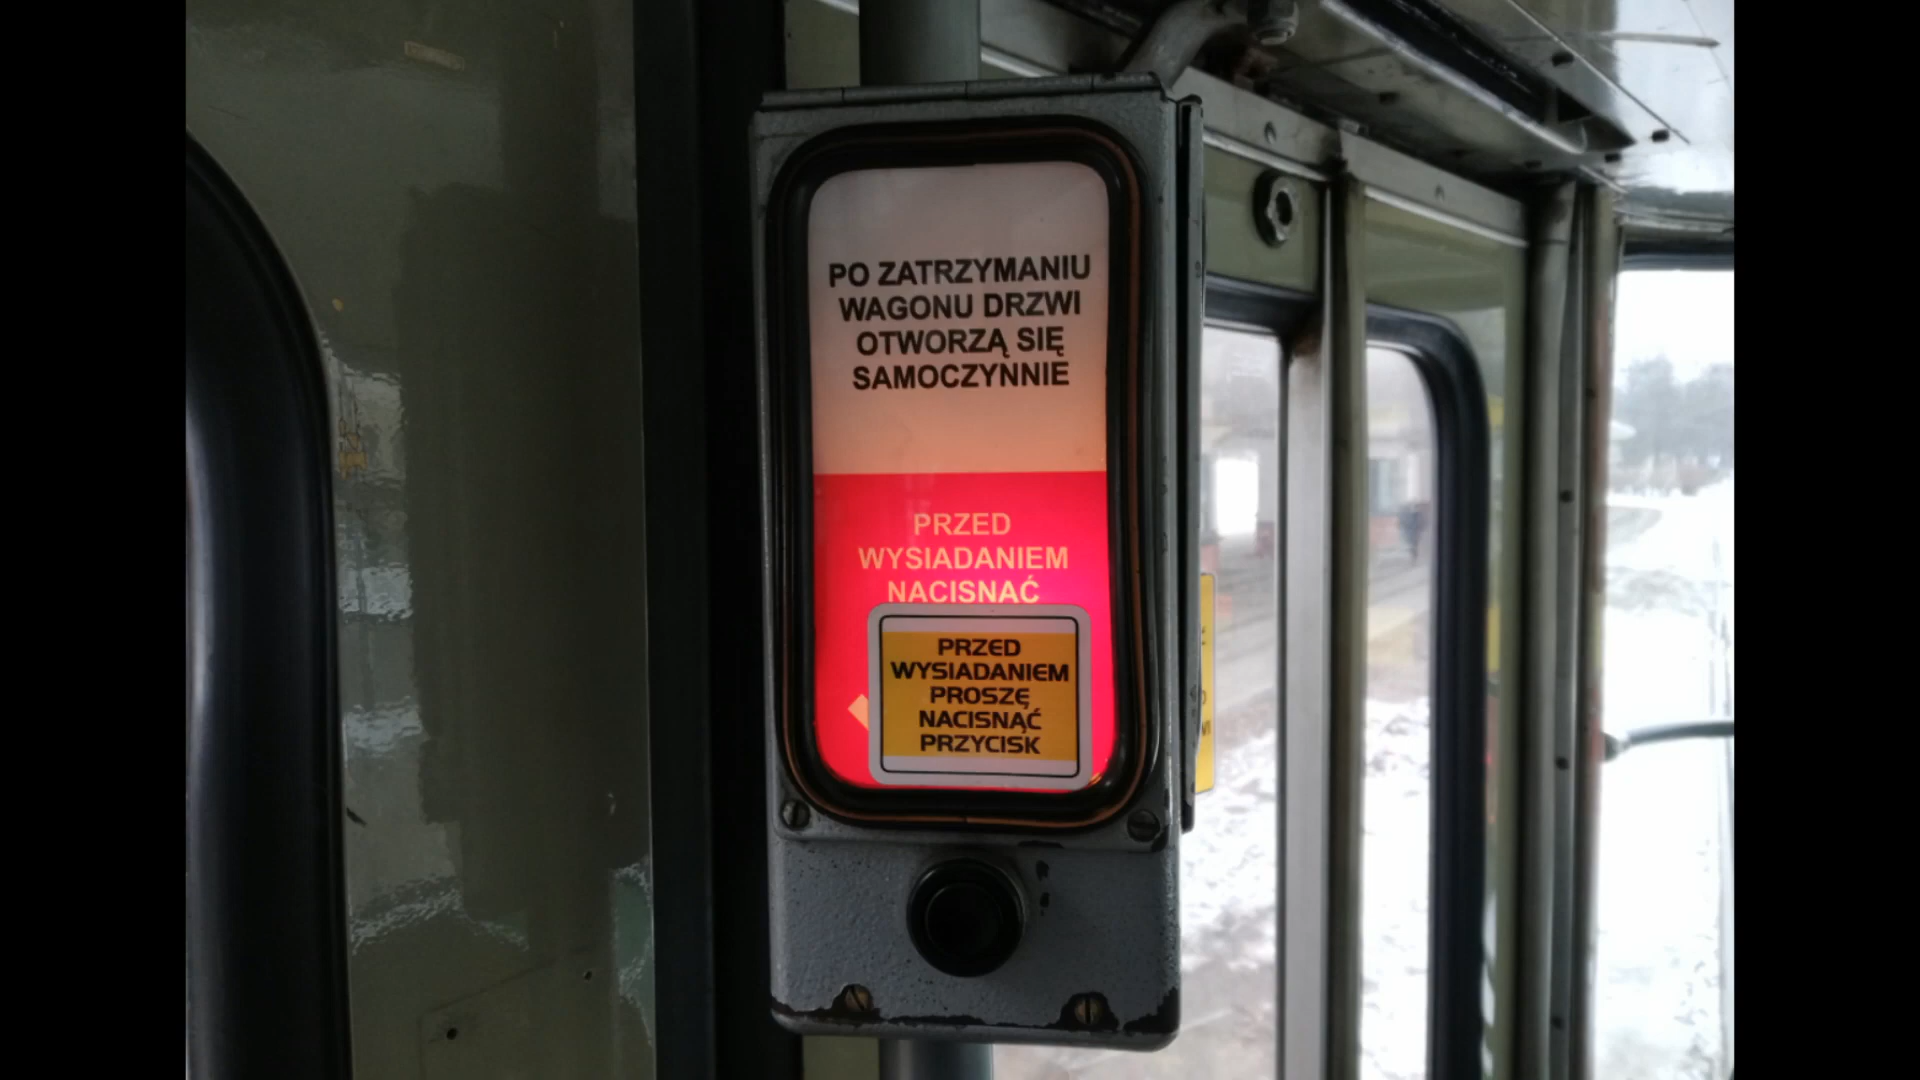 PO ZATRZYMANIU
WAGONU DRZWI
OTWORZĄ SIĘ
SAMOCZYNNIE
PRZED
WYSIADANIEM
NACISNAĆ
PRZED
WYSIADANIEM
PROSZĘ
NACISNĄĆ
PRZYCISK